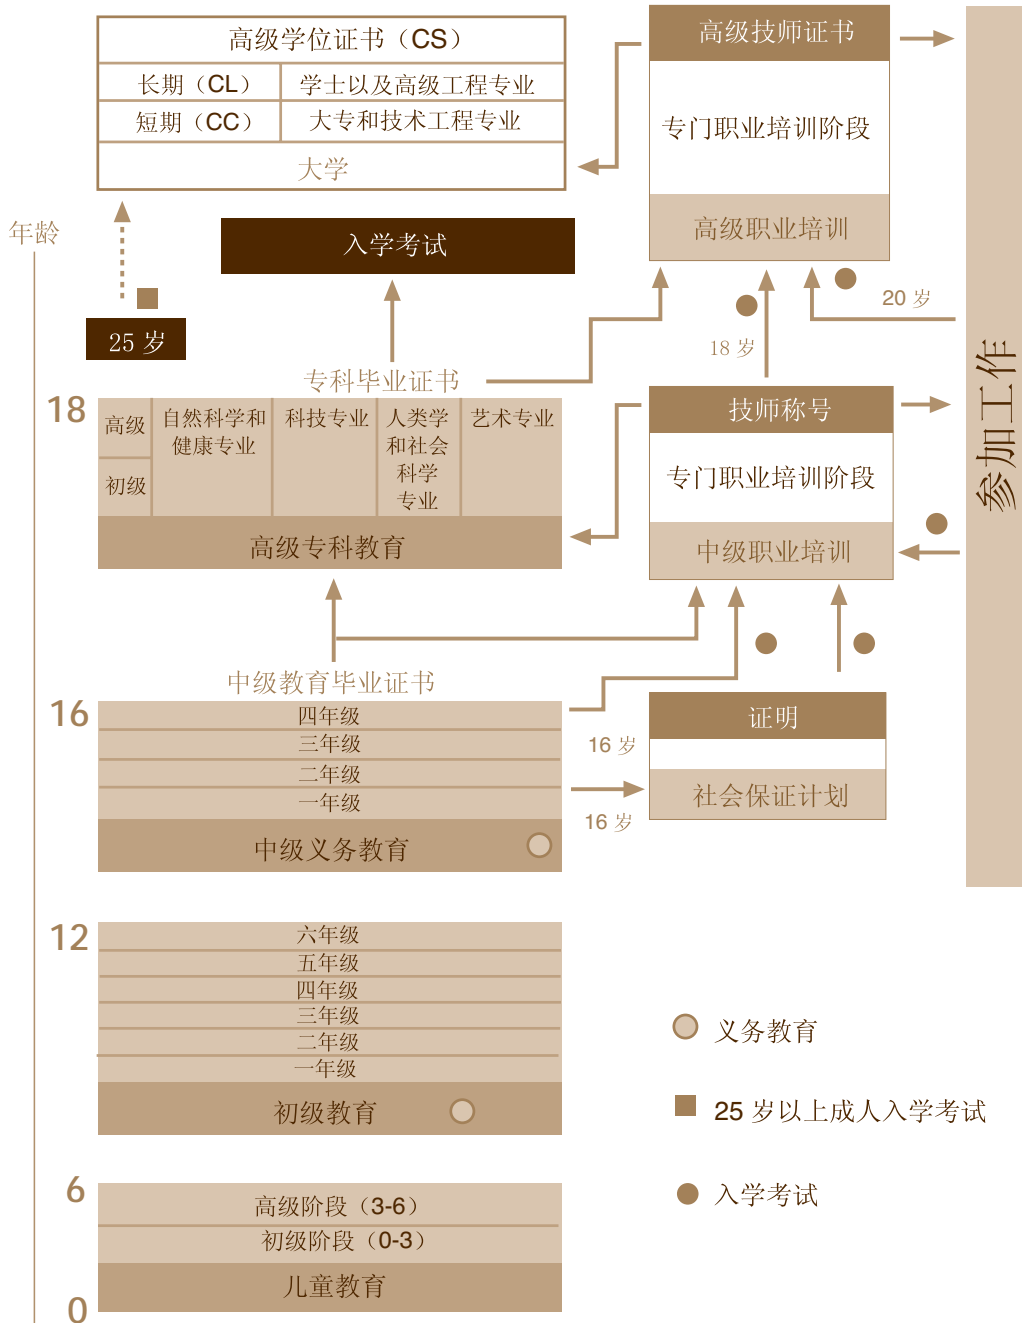 高级学位证书（CS）
长期（CL）
学士以及高级工程专业
短期（CC）
大专和技术工程专业
大学
高级技师证书
专门职业培训阶段
高级职业培训
年龄
入学考试
25 岁
20 岁
18 岁
参加工作
专科毕业证书
18
高级
初级
自然科学和
健康专业
科技专业
人类学
和社会
科学
专业
艺术专业
高级专科教育
技师称号
专门职业培训阶段
中级职业培训
中级教育毕业证书
16
四年级
三年级
二年级
一年级
中级义务教育
16 岁
16 岁
证明
社会保证计划
12
六年级
五年级
四年级
三年级
二年级
一年级
初级教育
6
高级阶段（3-6）
初级阶段（0-3）
儿童教育
0
义务教育
25 岁以上成人入学考试
入学考试